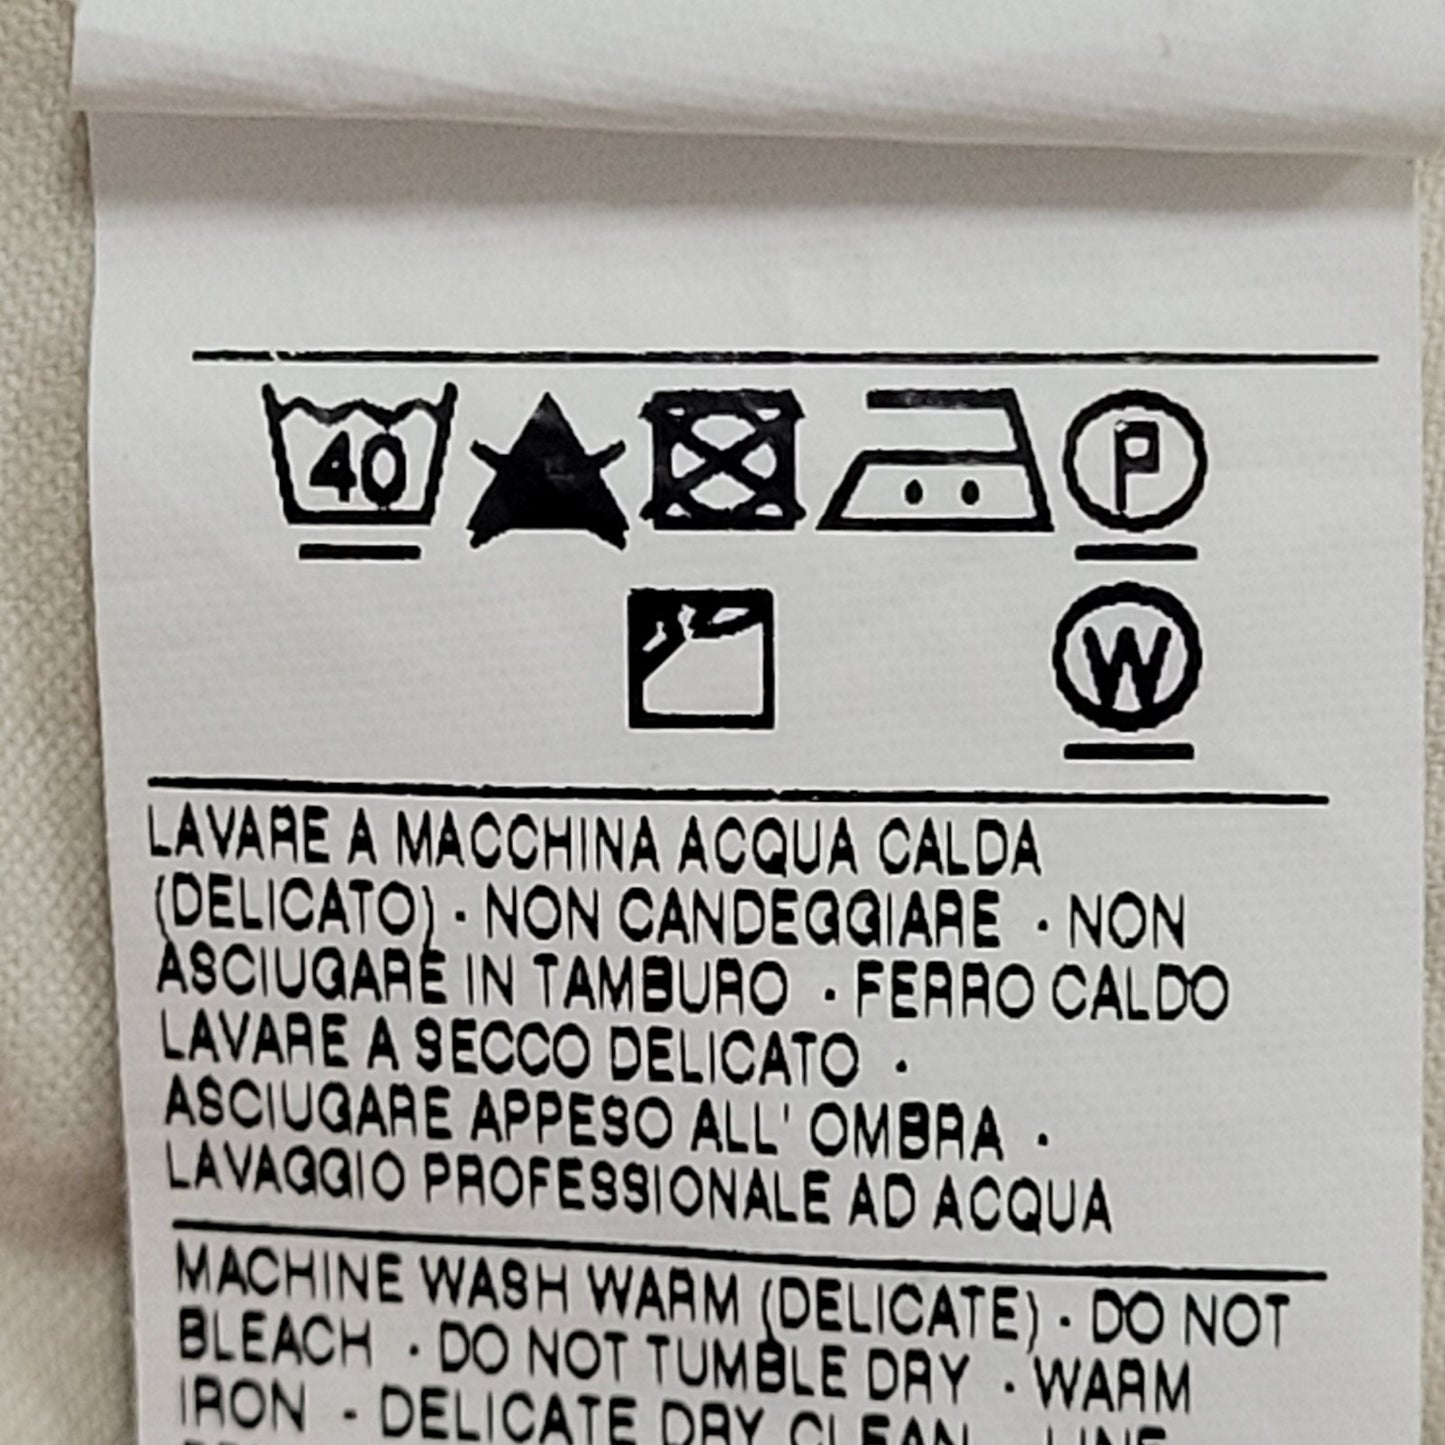 40 P
W
LAVARE A MACCHINA ACQUA CALDA
(DELICATO) · NON CANDEGGIARE · NON
ASCIUGARE IN TAMBURO · FERRO CALDO
LAVARE A SECCO DELICATO ·
ASCIUGARE APPESO ALL' OMBRA ·
LAVAGGIO PROFESSIONALE AD ACQUA
MACHINE WASH WARM (DELICATE) · DO NOT
BLEACH · DO NOT TUMBLE DRY · WARM
IRON - DELICATE DRY CLEAN LINE